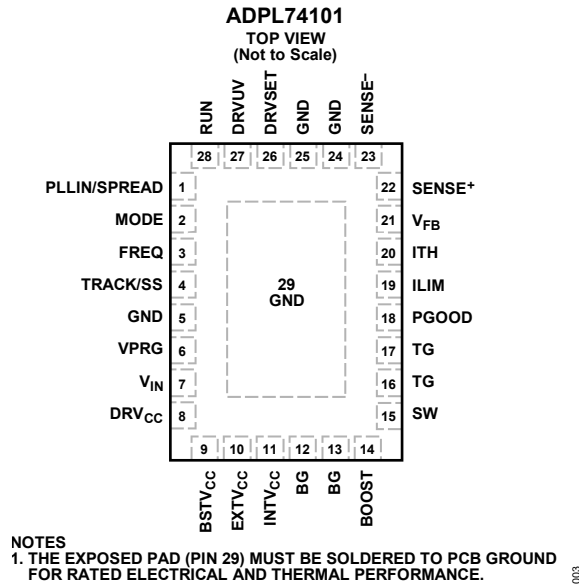 ADPL74101
TOP VIEW
(Not to Scale)
RUN
DRVUV
DRVSET
GND
GND
SENSE–
28 27 26 25 24 23
PLLIN/SPREAD 1
MODE 2
FREQ 3
TRACK/SS 4
GND 5
VPRG 6
VIN 7
DRVCC 8
29
GND
22 SENSE+
21 VFB
20 ITH
19 ILIM
18 PGOOD
17 TG
16 TG
15 SW
9 10 11 12 13 14
BSTVCC
EXTVCC
INTVCC
BG
BG
BOOST
NOTES
1. THE EXPOSED PAD (PIN 29) MUST BE SOLDERED TO PCB GROUND
FOR RATED ELECTRICAL AND THERMAL PERFORMANCE.
003